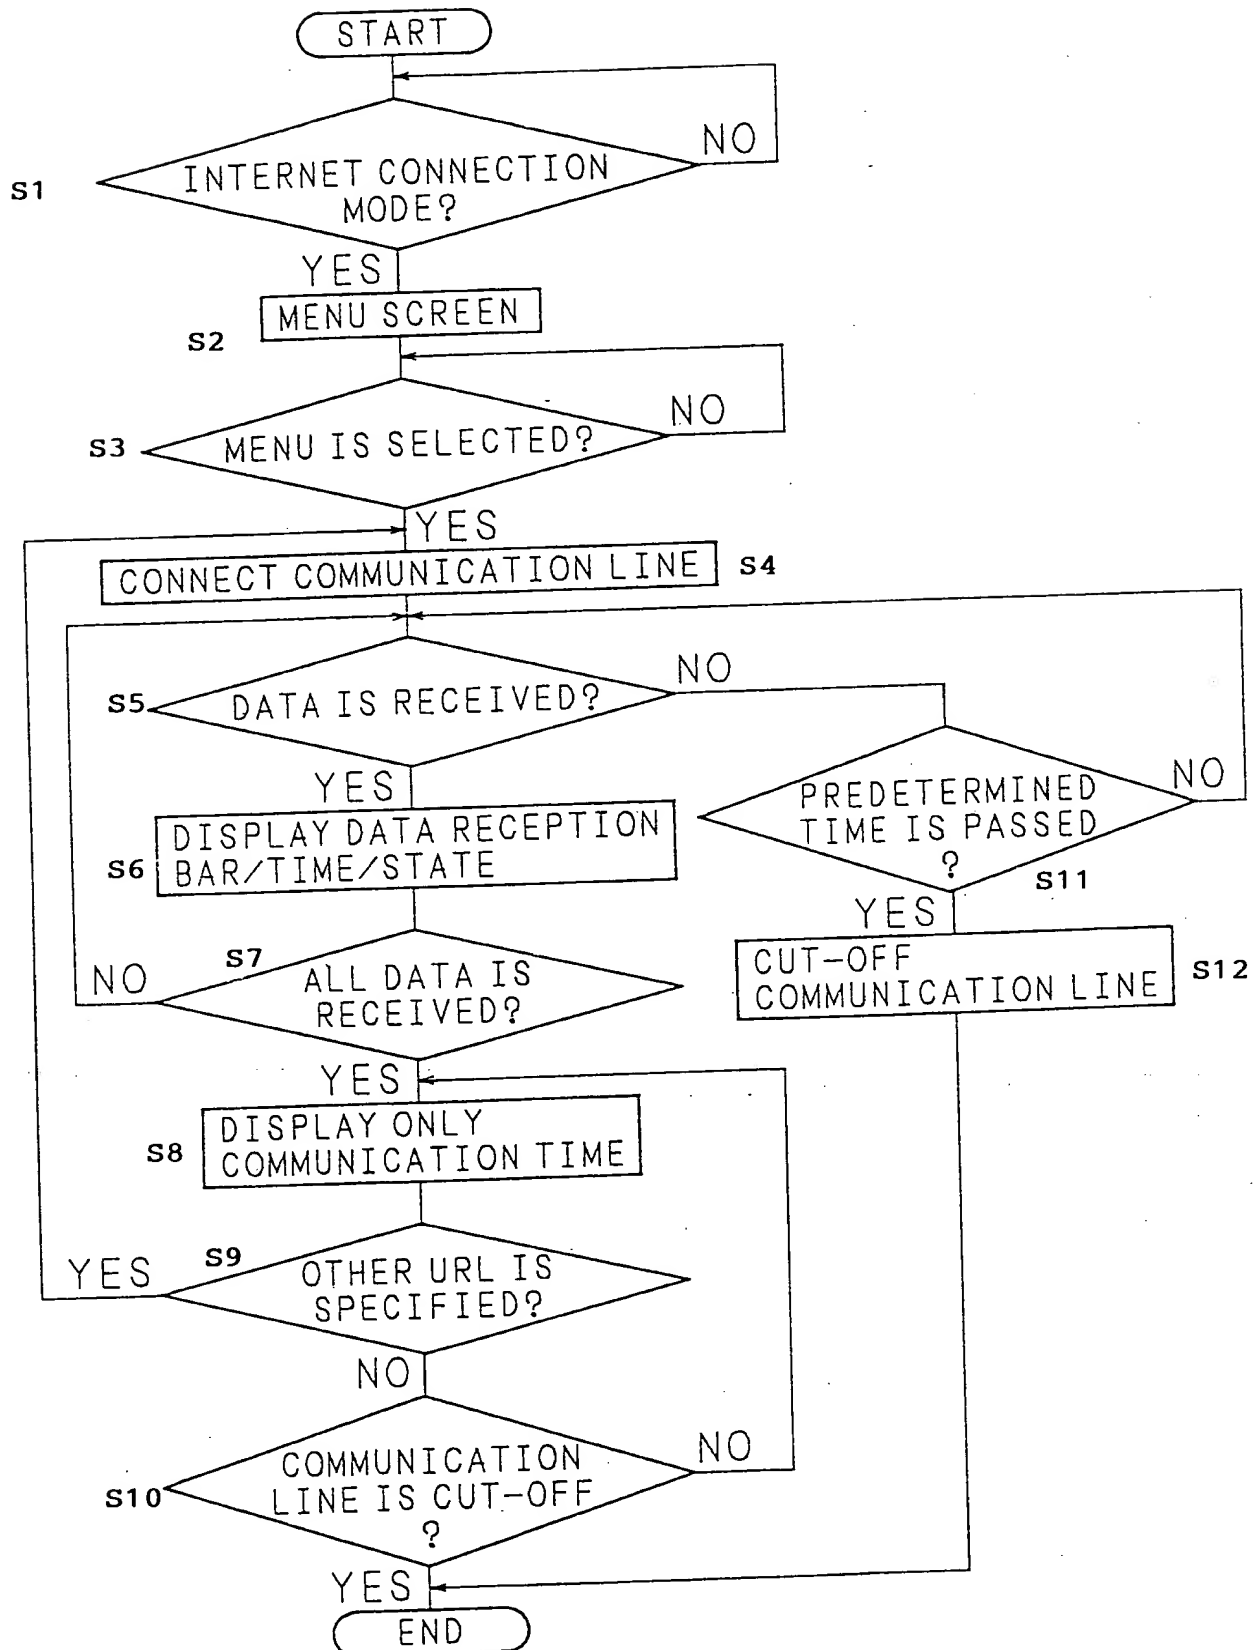 START
NO
S1
INTERNET CONNECTION
MODE?
YES
MENU SCREEN
S2
NO
S3
MENU IS SELECTED?
YES
CONNECT COMMUNICATION LINE
S4
NO
S5
DATA IS RECEIVED?
YES
NO
PREDETERMINED
TIME IS PASSED
?
S11
DISPLAY DATA RECEPTION
BAR/TIME/STATE
S6
YES
S7
NO
ALL DATA IS
RECEIVED?
CUT-OFF
COMMUNICATION LINE
S12
YES
DISPLAY ONLY
COMMUNICATION TIME
S8
S9
YES
OTHER URL IS
SPECIFIED?
NO
NO
COMMUNICATION
LINE IS CUT-OFF
?
S10
YES
END